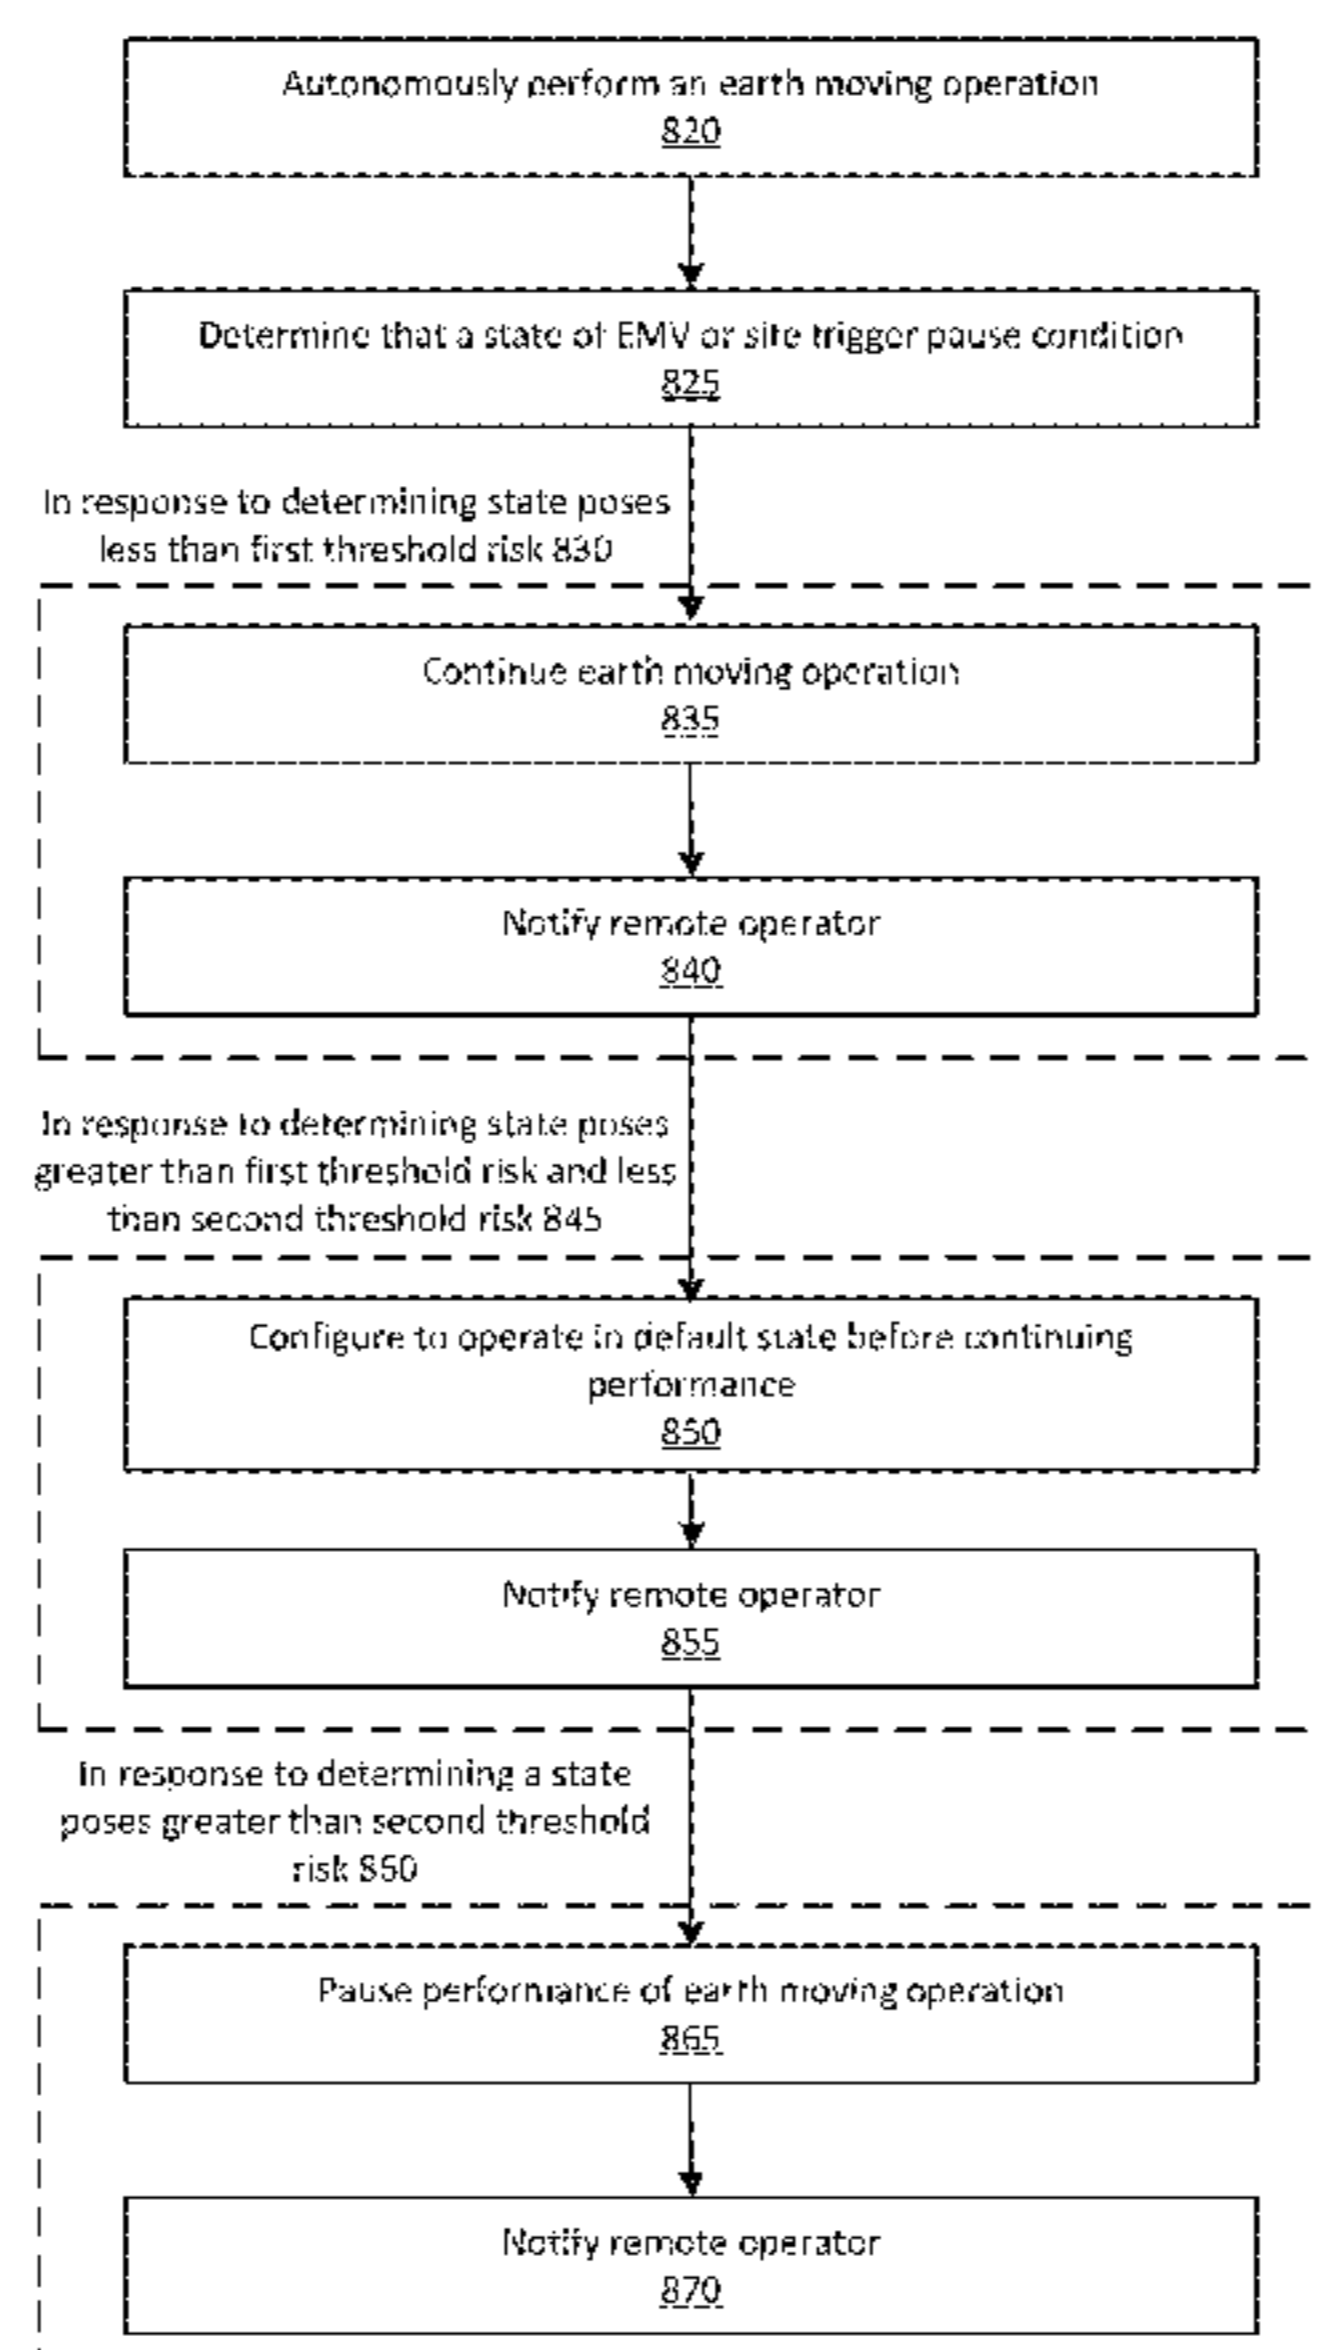 Autonomously perform an earth moving operation
820
Determine that a state of EMV or site trigger pause condition
825
In response to determining state poses
less than first threshold risk 830
Continue earth moving operation
835
Notify remote operator
840
In response to determining state poses
greater than first threshold risk and less
than second threshold risk 845
Configure to operate in default state before continuing
performance
850
Notify remote operator
855
In response to determining a state
poses greater than second threshold
risk 860
Pause performance of earth moving operation
865
Notify remote operator
870